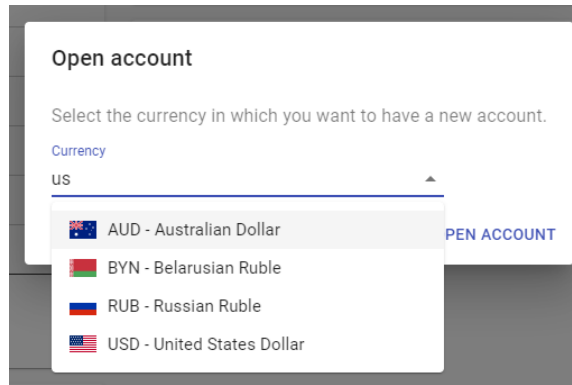 Open account
Select the currency in which you want to have a new account.
Currency
us
AUD - Australian Dollar
PEN ACCOUNT
BYN - Belarusian Ruble
RUB - Russian Ruble
USD - United States Dollar